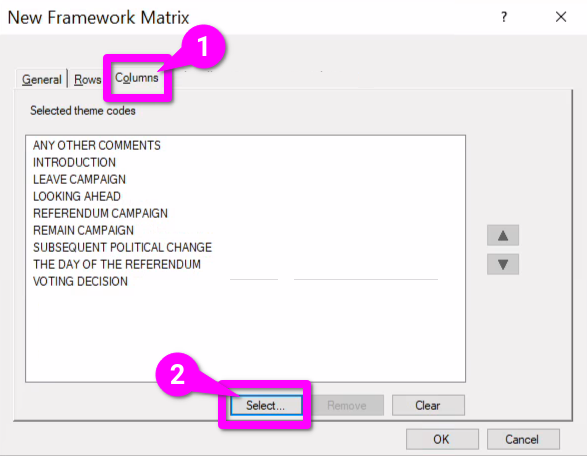 New Framework Matrix ? ×
1
General Rows Columns
Selected theme codes
ANY OTHER COMMENTS
INTRODUCTION
LEAVE CAMPAIGN
LOOKING AHEAD
REFERENDUM CAMPAIGN
REMAIN CAMPAIGN
SUBSEQUENT POLITICAL CHANGE
THE DAY OF THE REFERENDUM
VOTING DECISION
2
Select... Remove Clear
OK Cancel